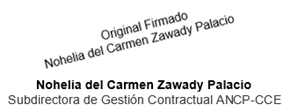 Original Firmado
Nohelia del Carmen Zawady Palacio
Nohelia del Carmen Zawady Palacio
Subdirectora de Gestión Contractual ANCP-CCE